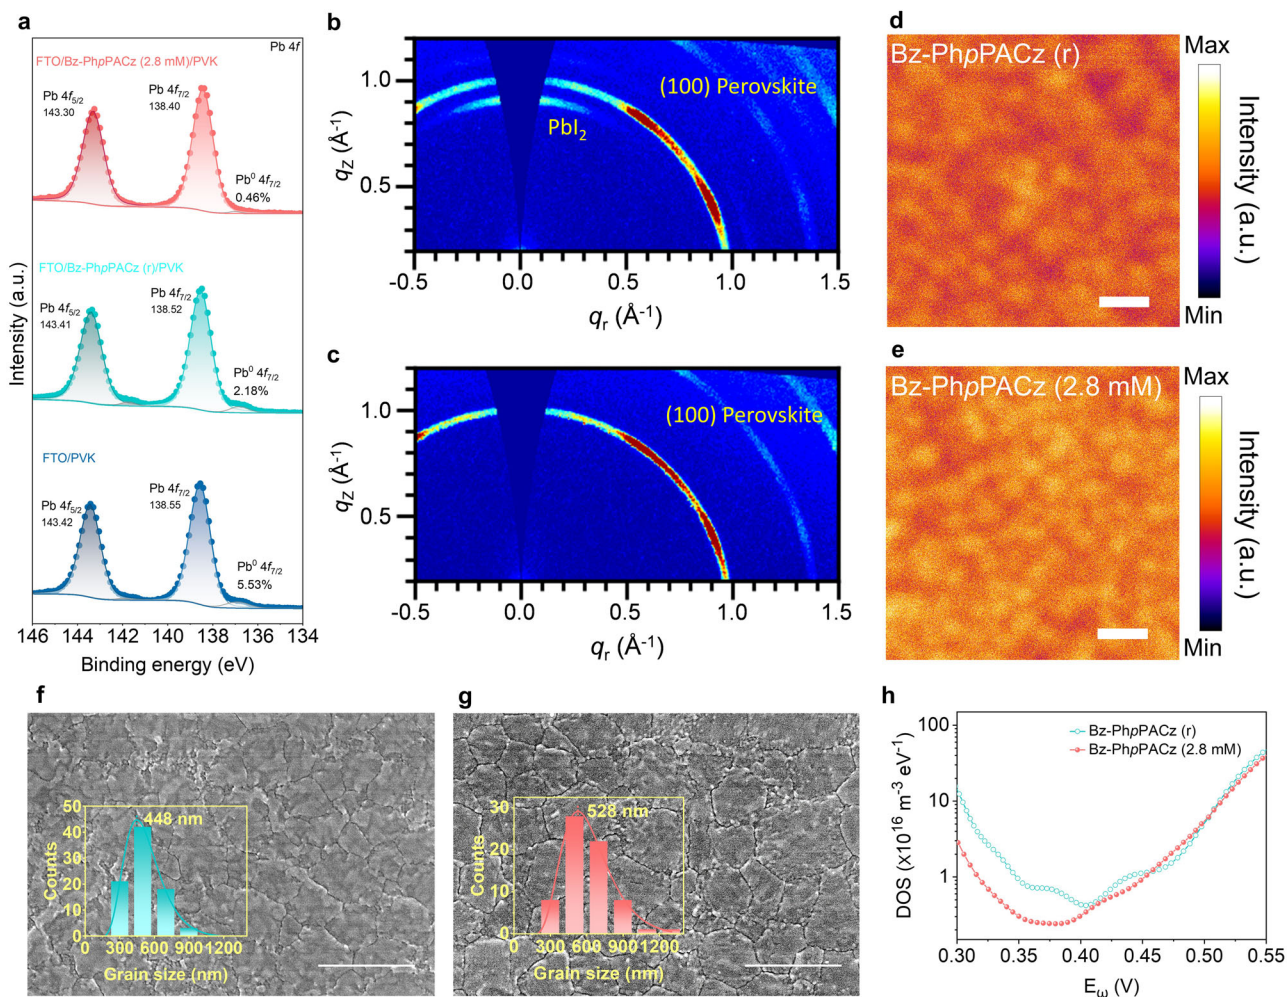 a
Pb 4f
FTO/Bz-PhpPACz (2.8 mM)/PVK
Pb 4f5/2
143.30
Pb 4f7/2
138.40
Pb⁰ 4f7/2
0.46%
FTO/Bz-PhpPACz (r)/PVK
Pb 4f5/2
143.41
Pb 4f7/2
138.52
Pb⁰ 4f7/2
2.18%
FTO/PVK
Pb 4f5/2
143.42
Pb 4f7/2
138.55
Pb⁰ 4f7/2
5.53%
Intensity (a.u.)
146 144 142 140 138 136 134
Binding energy (eV)
b
(100) Perovskite
PbI₂
1.0
0.5
qz (Å⁻¹)
-0.5 0.0 0.5 1.0 1.5
qr (Å⁻¹)
c
(100) Perovskite
1.0
0.5
qz (Å⁻¹)
-0.5 0.0 0.5 1.0 1.5
qr (Å⁻¹)
d
Bz-PhpPACz (r)
Max
Intensity (a.u.)
Min
e
Bz-PhpPACz (2.8 mM)
Max
Intensity (a.u.)
Min
f
448 nm
50
40
30
20
10
0
Counts
0 300 600 900 1200
Grain size (nm)
g
528 nm
30
20
10
0
Counts
0 300 600 900 1200
Grain size (nm)
h
Bz-PhpPACz (r)
Bz-PhpPACz (2.8 mM)
100
10
1
DOS (x10¹⁶ m⁻³ eV⁻¹)
0.30 0.35 0.40 0.45 0.50 0.55
Eω (V)